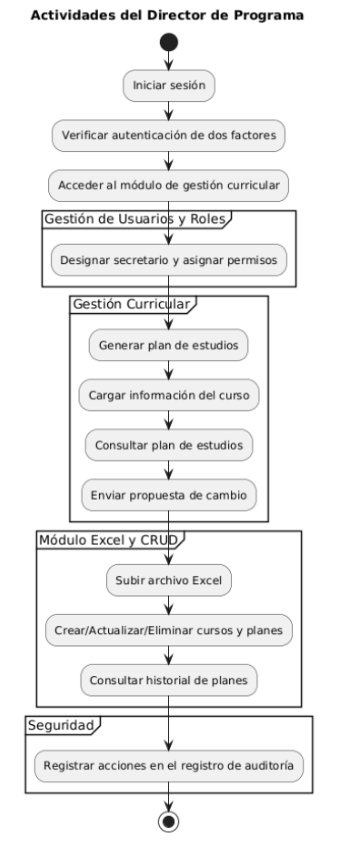 Actividades del Director de Programa
Iniciar sesión
Verificar autenticación de dos factores
Acceder al módulo de gestión curricular
Gestión de Usuarios y Roles
Designar secretario y asignar permisos
Gestión Curricular
Generar plan de estudios
Cargar información del curso
Consultar plan de estudios
Enviar propuesta de cambio
Módulo Excel y CRUD
Subir archivo Excel
Crear/Actualizar/Eliminar cursos y planes
Consultar historial de planes
Seguridad
Registrar acciones en el registro de auditoría